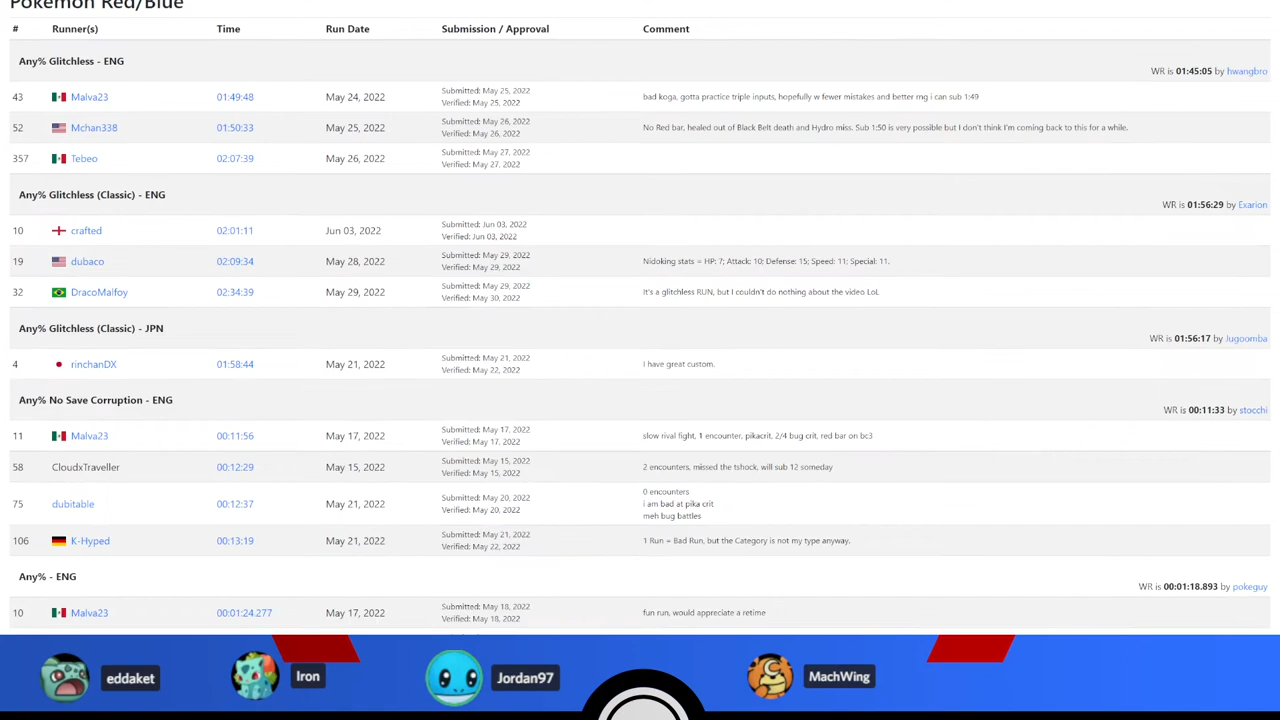 Pokémon Red/Blue
# Runner(s) Time Run Date Submission / Approval Comment
Any% Glitchless - ENG
WR is 01:45:05 by hwangbro
43 Malva23 01:49:48 May 24, 2022 Submitted: May 25, 2022 bad koga, gotta practice triple inputs, hopefully w fewer mistakes and better rng i can sub 1:49
Verified: May 25, 2022
52 Mchan338 01:50:33 May 25, 2022 Submitted: May 26, 2022 No Red bar, healed out of Black Belt death and Hydro miss. Sub 1:50 is very possible but I don't think I'm coming back to this for a while.
Verified: May 26, 2022
357 Tebeo 02:07:39 May 26, 2022 Submitted: May 27, 2022
Verified: May 27, 2022
Any% Glitchless (Classic) - ENG
WR is 01:56:29 by Exarion
10 crafted 02:01:11 Jun 03, 2022 Submitted: Jun 03, 2022
Verified: Jun 03, 2022
19 dubaco 02:09:34 May 28, 2022 Submitted: May 29, 2022 Nidoking stats = HP: 7; Attack: 10; Defense: 15; Speed: 11; Special: 11.
Verified: May 29, 2022
32 DracoMalfoy 02:34:39 May 29, 2022 Submitted: May 29, 2022 It's a glitchless RUN, but I couldn't do nothing about the video LoL
Verified: May 30, 2022
Any% Glitchless (Classic) - JPN
WR is 01:56:17 by Jugoomba
4 rinchanDX 01:58:44 May 21, 2022 Submitted: May 21, 2022 I have great custom.
Verified: May 22, 2022
Any% No Save Corruption - ENG
WR is 00:11:33 by stocchi
11 Malva23 00:11:56 May 17, 2022 Submitted: May 17, 2022 slow rival fight, 1 encounter, pikacrit, 2/4 bug crit, red bar on bc3
Verified: May 17, 2022
58 CloudxTraveller 00:12:29 May 15, 2022 Submitted: May 15, 2022 2 encounters, missed the tshock, will sub 12 someday
Verified: May 15, 2022
75 dubitable 00:12:37 May 21, 2022 Submitted: May 20, 2022 0 encounters
Verified: May 20, 2022 i am bad at pika crit
meh bug battles
106 K-Hyped 00:13:19 May 21, 2022 Submitted: May 21, 2022 1 Run = Bad Run, but the Category is not my type anyway.
Verified: May 22, 2022
Any% - ENG
WR is 00:01:18.893 by pokeguy
10 Malva23 00:01:24.277 May 17, 2022 Submitted: May 18, 2022 fun run, would appreciate a retime
Verified: May 18, 2022
eddaket Iron Jordan97 MachWing